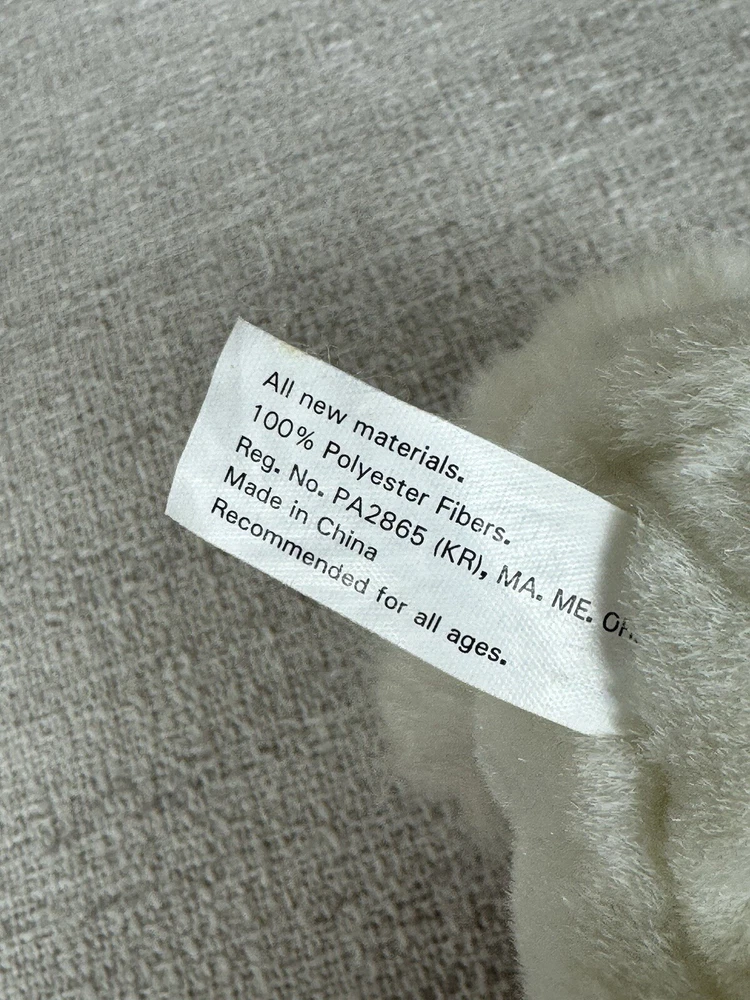 All new materials.
100% Polyester Fibers.
Reg. No. PA2865 (KR), MA. ME.
Made in China
Recommended for all ages.